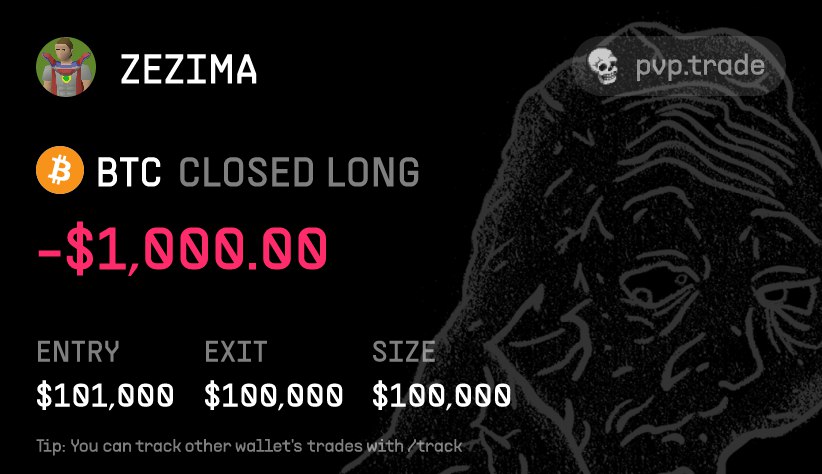 ZEZIMA
pvp.trade
BTC CLOSED LONG
-$1,000.00
ENTRY EXIT SIZE
$101,000 $100,000 $100,000
Tip: You can track other wallet's trades with /track